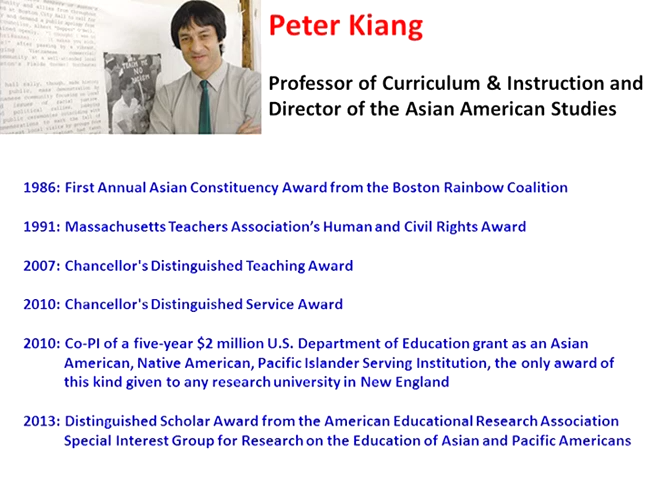 Peter Kiang
Professor of Curriculum & Instruction and
Director of the Asian American Studies
TEACH
ME NO
RACISM
1986: First Annual Asian Constituency Award from the Boston Rainbow Coalition
1991: Massachusetts Teachers Association’s Human and Civil Rights Award
2007: Chancellor's Distinguished Teaching Award
2010: Chancellor's Distinguished Service Award
2010: Co-PI of a five-year $2 million U.S. Department of Education grant as an Asian
American, Native American, Pacific Islander Serving Institution, the only award of
this kind given to any research university in New England
2013: Distinguished Scholar Award from the American Educational Research Association
Special Interest Group for Research on the Education of Asian and Pacific Americans